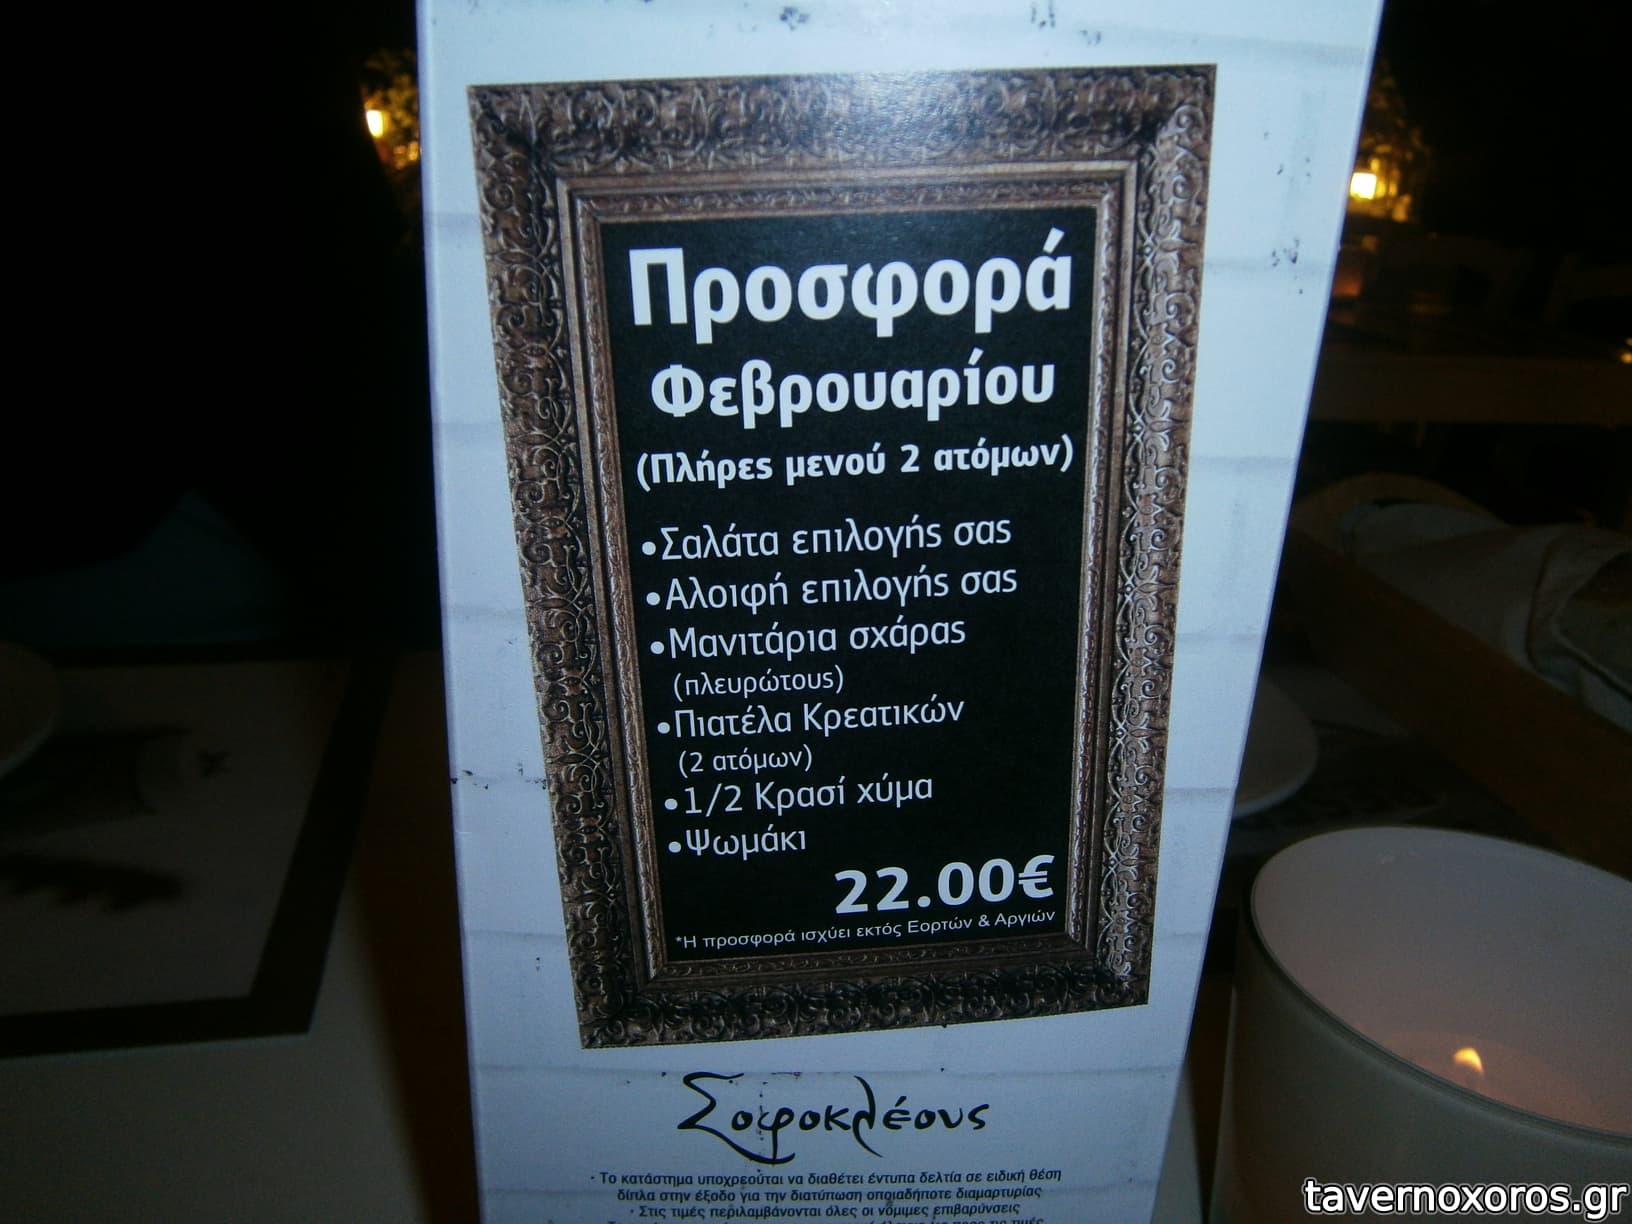 Προσφορά
Φεβρουαρίου
(Πλήρες μενού 2 ατόμων)
•Σαλάτα επιλογής σας
•Αλοιφή επιλογής σας
•Μανιτάρια σχάρας
(πλευρώτους)
•Πιατέλα Κρεατικών
(2 ατόμων)
•1/2 Κρασί χύμα
•Ψωμάκι
22.00€
*Η προσφορά ισχύει εκτός Εορτών & Αργιών
Σοφοκλέους
· Το κατάστημα υποχρεούται να διαθέτει έντυπα δελτία σε ειδική θέση
δίπλα στην έξοδο για την διατύπωση οποιαδήποτε διαμαρτυρίας
· Στις τιμές περιλαμβάνονται όλες οι νόμιμες επιβαρύνσεις
tavernoxoros.gr